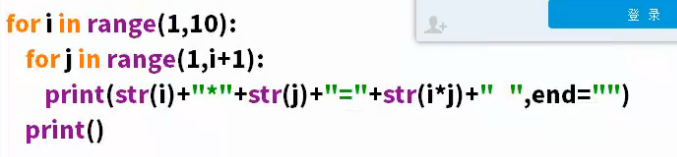 for i in range(1,10):
登 录
  for j in range(1,i+1):
    print(str(i)+"*"+str(j)+"="+str(i*j)+"  ",end="")
  print()